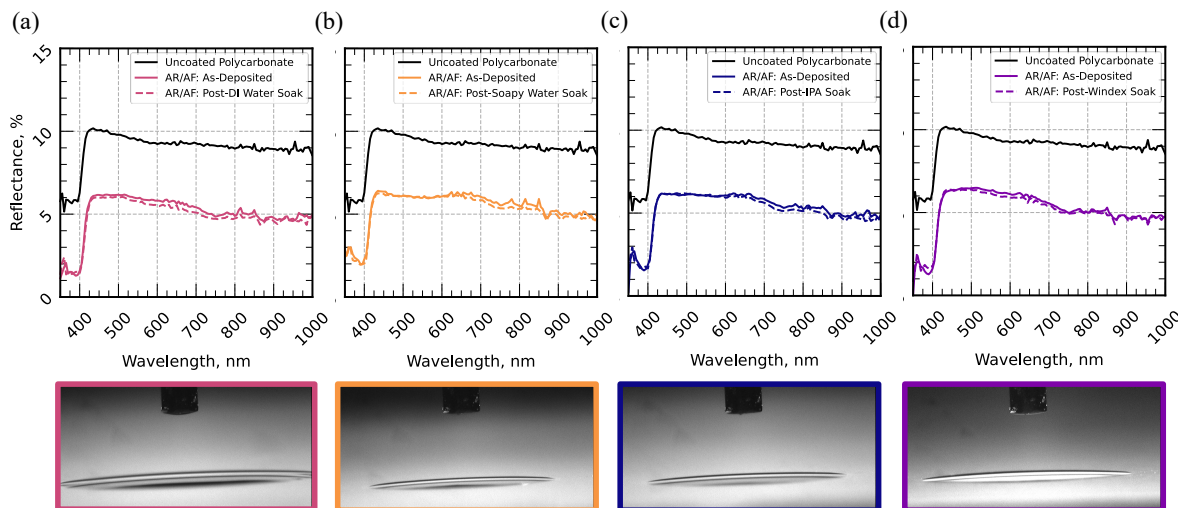 (a)
(b)
(c)
(d)
Uncoated Polycarbonate
AR/AF: As-Deposited
AR/AF: Post-DI Water Soak
Uncoated Polycarbonate
AR/AF: As-Deposited
AR/AF: Post-Soapy Water Soak
Uncoated Polycarbonate
AR/AF: As-Deposited
AR/AF: Post-IPA Soak
Uncoated Polycarbonate
AR/AF: As-Deposited
AR/AF: Post-Windex Soak
Reflectance, %
15
10
5
0
400 500 600 700 800 900 1000
400 500 600 700 800 900 1000
400 500 600 700 800 900 1000
400 500 600 700 800 900 1000
Wavelength, nm
Wavelength, nm
Wavelength, nm
Wavelength, nm